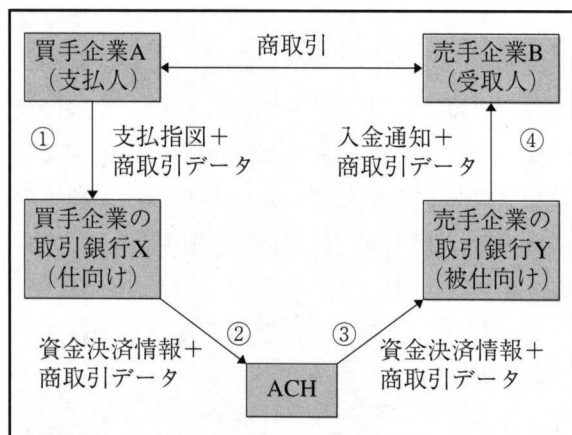 買手企業A
（支払人）
商取引
売手企業B
（受取人）
①
支払指図＋
商取引データ
入金通知＋
商取引データ
④
買手企業の
取引銀行X
（仕向け）
売手企業の
取引銀行Y
（被仕向け）
②
③
資金決済情報＋
商取引データ
ACH
資金決済情報＋
商取引データ